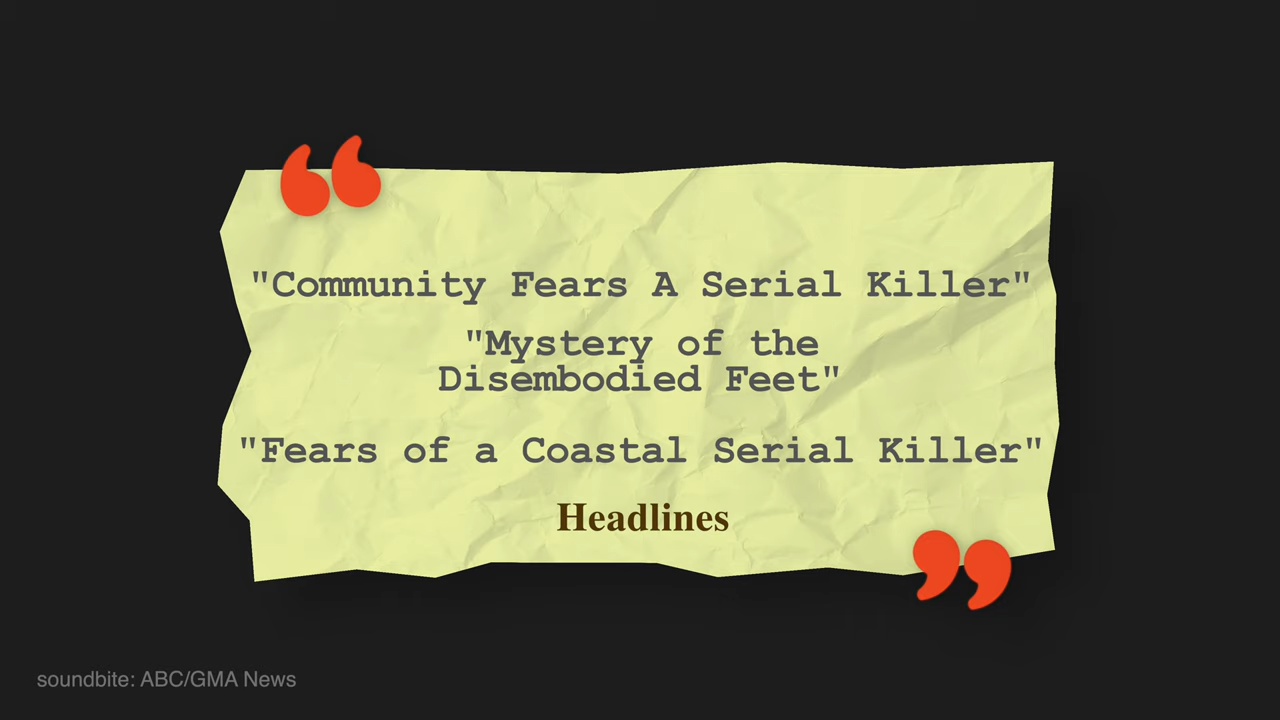 "Community Fears A Serial Killer"
"Mystery of the
Disembodied Feet"
"Fears of a Coastal Serial Killer"
Headlines
soundbite: ABC/GMA News